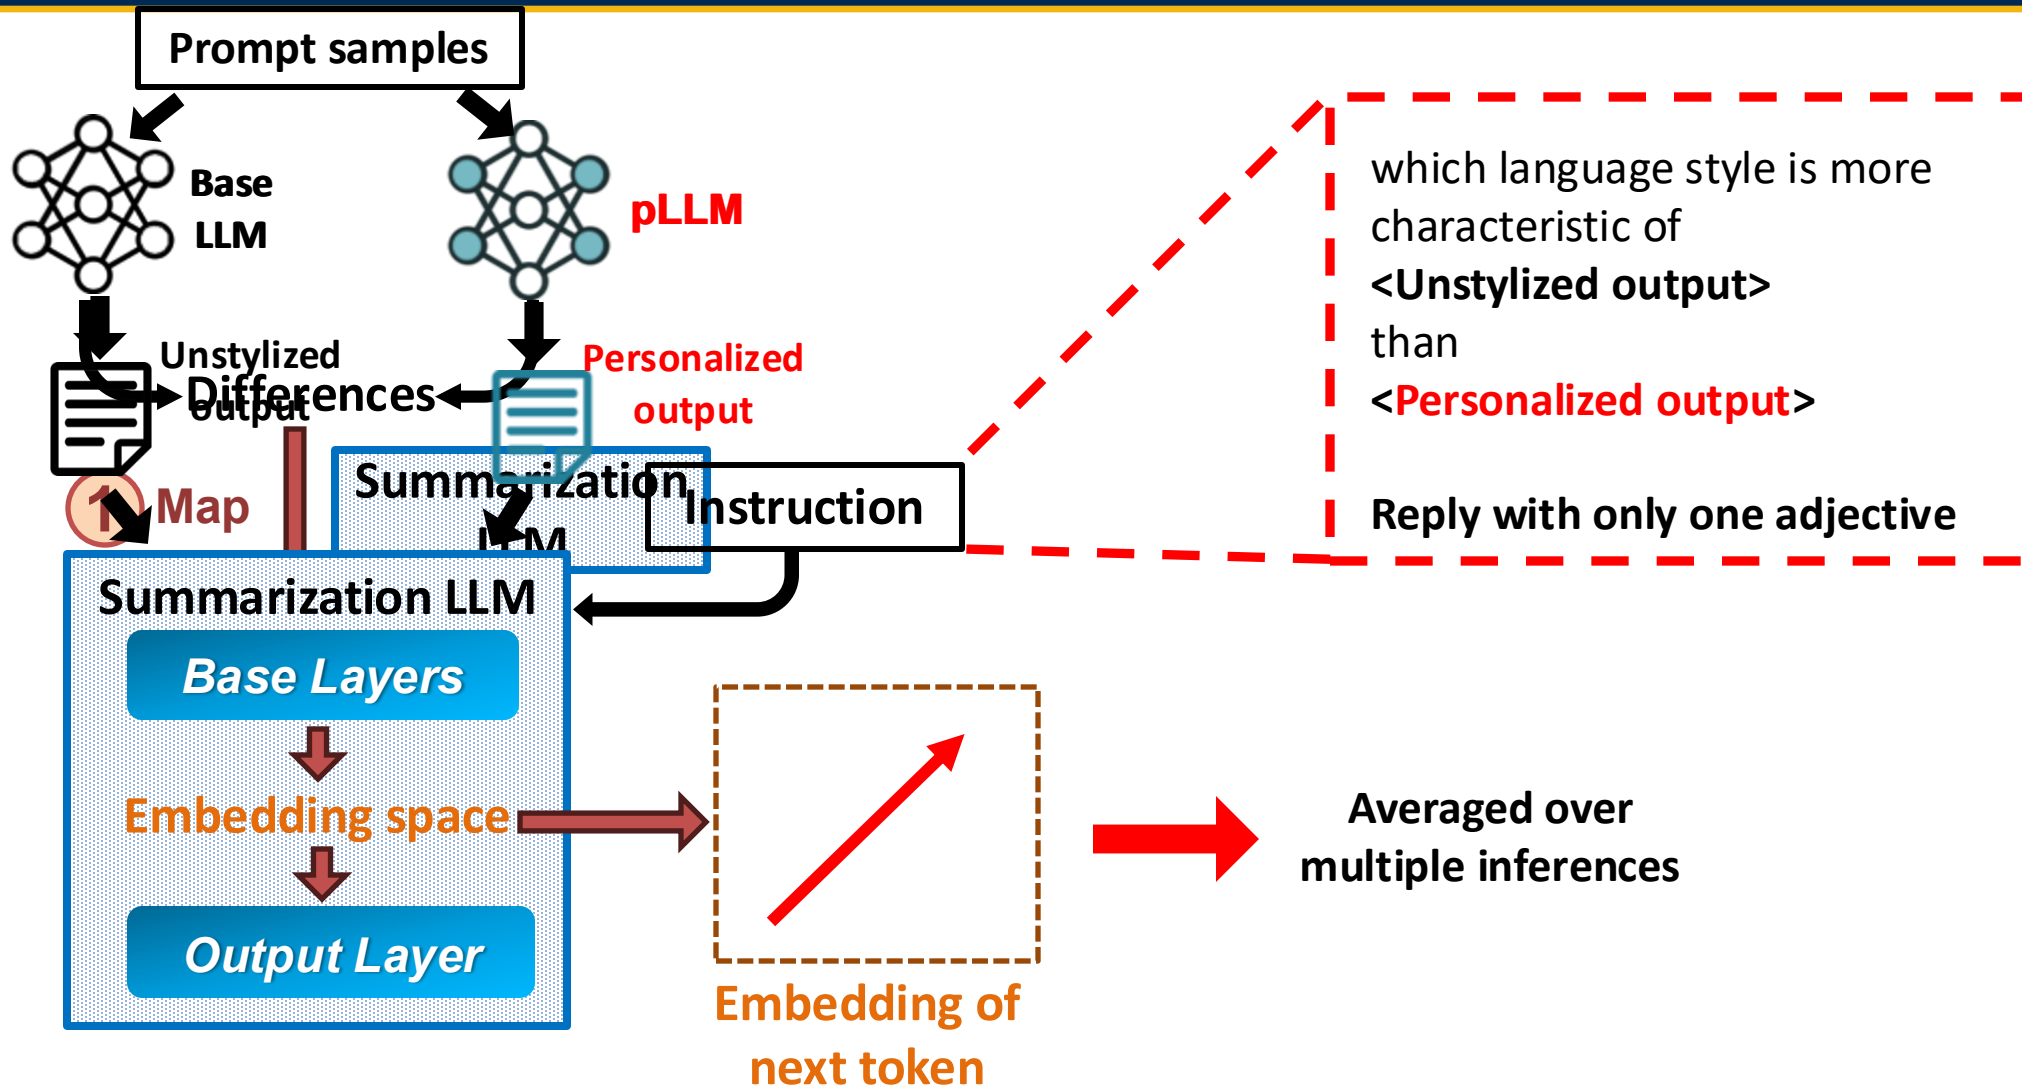 Prompt samples
Base
LLM
pLLM
Unstylized
output
Differences
Personalized
output
1
Map
Summarization
LLM
Instruction
Summarization LLM
Base Layers
Embedding space
Output Layer
Embedding of
next token
Averaged over
multiple inferences
which language style is more
characteristic of
<Unstylized output>
than
<Personalized output>
Reply with only one adjective